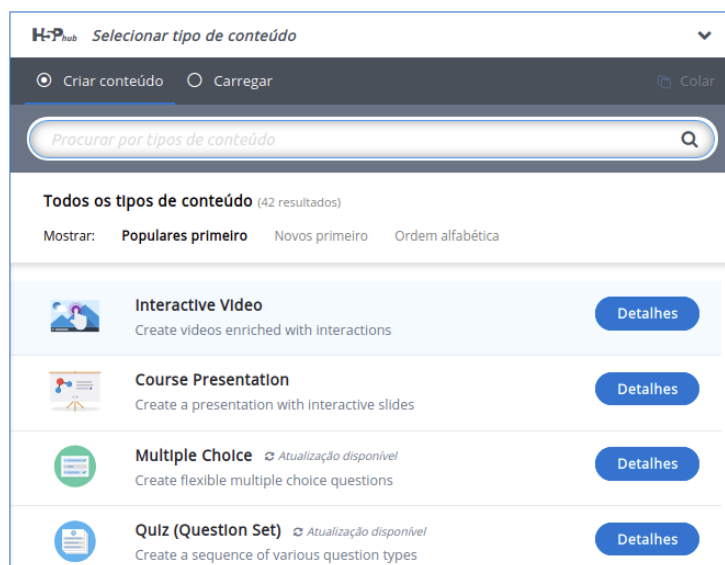 H5Phub Selecionar tipo de conteúdo
Criar conteúdo Carregar Colar
Procurar por tipos de conteúdo
Todos os tipos de conteúdo (42 resultados)
Mostrar: Populares primeiro Novos primeiro Ordem alfabética
Interactive Video
Create videos enriched with interactions
Detalhes
Course Presentation
Create a presentation with interactive slides
Detalhes
Multiple Choice Atualização disponível
Create flexible multiple choice questions
Detalhes
Quiz (Question Set) Atualização disponível
Create a sequence of various question types
Detalhes